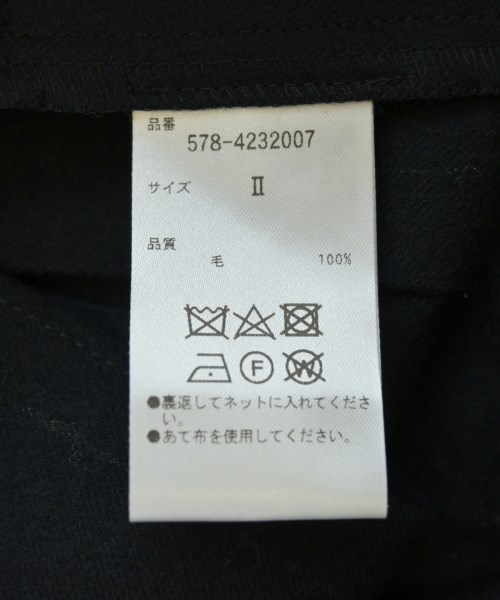 品番
578-4232007
サイズ Ⅱ
品質
毛 100%
F W
●裏返してネットに入れてくださ
い。
●あて布を使用してください。